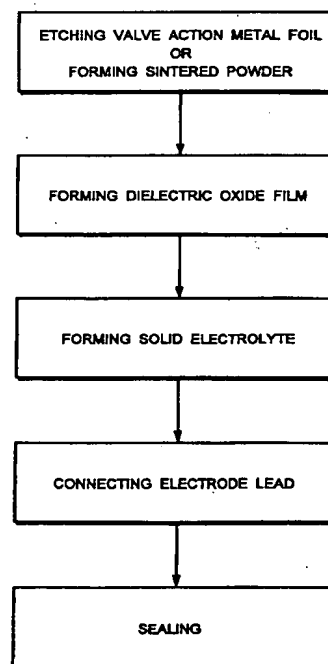 ETCHING VALVE ACTION METAL FOIL
OR
FORMING SINTERED POWDER
FORMING DIELECTRIC OXIDE FILM
FORMING SOLID ELECTROLYTE
CONNECTING ELECTRODE LEAD
SEALING